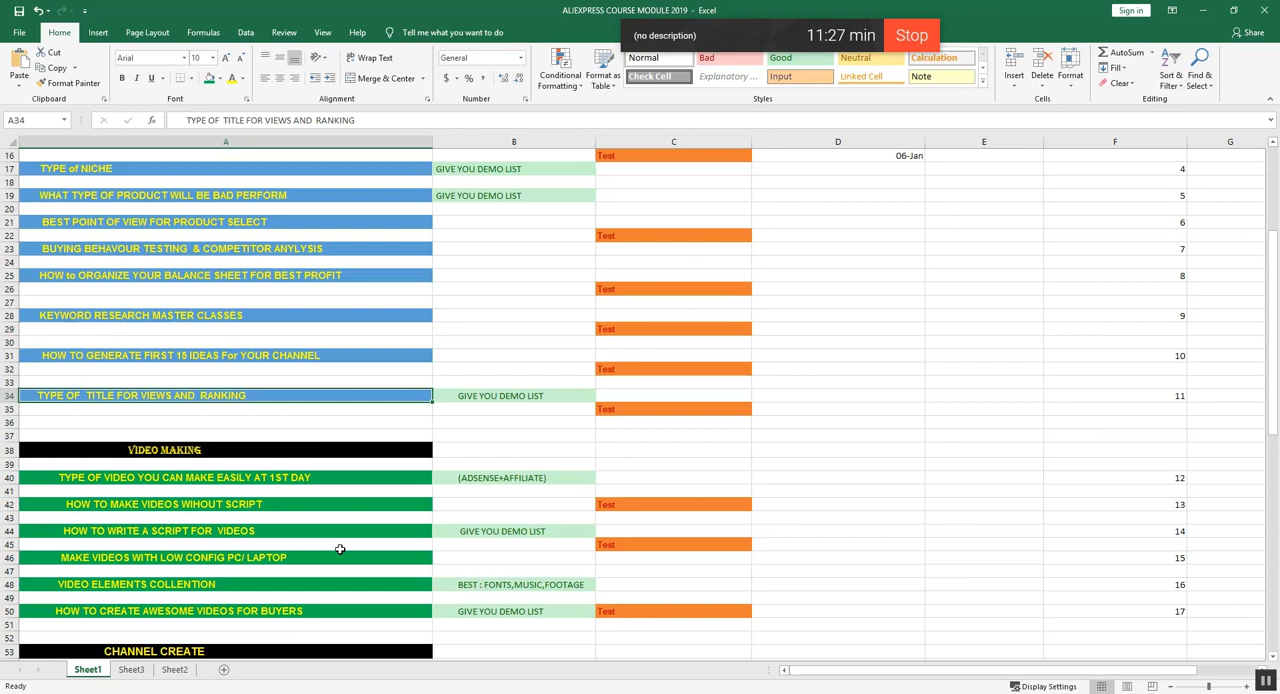 ALIEXPRESS COURSE MODULE 2019 - Excel
Sign in
(no description) 11:27 min Stop
File Home Insert Page Layout Formulas Data Review View Help Tell me what you want to do Share
Paste Cut Copy Format Painter Clipboard
Arial 10 B I U Font
Wrap Text Merge & Center Alignment
General $ % , Number
Conditional Formatting Format as Table
Normal Bad Good Neutral Calculation
Check Cell Explanatory ... Input Linked Cell Note
Styles
Insert Delete Format Cells
AutoSum Fill Clear Sort & Filter Find & Select Editing
A34 fx TYPE OF TITLE FOR VIEWS AND RANKING
A B C D E F G
16 Test 06-Jan
17 TYPE of NICHE GIVE YOU DEMO LIST 4
18
19 WHAT TYPE OF PRODUCT WILL BE BAD PERFORM GIVE YOU DEMO LIST 5
20
21 BEST POINT OF VIEW FOR PRODUCT SELECT 6
22 Test
23 BUYING BEHAVOUR TESTING & COMPETITOR ANYLYSIS 7
24
25 HOW to ORGANIZE YOUR BALANCE SHEET FOR BEST PROFIT 8
26 Test
27
28 KEYWORD RESEARCH MASTER CLASSES 9
29 Test
30
31 HOW TO GENERATE FIRST 15 IDEAS For YOUR CHANNEL 10
32 Test
33
34 TYPE OF TITLE FOR VIEWS AND RANKING GIVE YOU DEMO LIST 11
35 Test
36
37
38 VIDEO MAKING
39
40 TYPE OF VIDEO YOU CAN MAKE EASILY AT 1ST DAY (ADSENSE+AFFILIATE) 12
41
42 HOW TO MAKE VIDEOS WIHOUT SCRIPT Test 13
43
44 HOW TO WRITE A SCRIPT FOR VIDEOS GIVE YOU DEMO LIST 14
45 Test
46 MAKE VIDEOS WITH LOW CONFIG PC/ LAPTOP 15
47
48 VIDEO ELEMENTS COLLENTION BEST : FONTS,MUSIC,FOOTAGE 16
49
50 HOW TO CREATE AWESOME VIDEOS FOR BUYERS GIVE YOU DEMO LIST Test 17
51
52
53 CHANNEL CREATE
Sheet1 Sheet3 Sheet2
Ready Display Settings